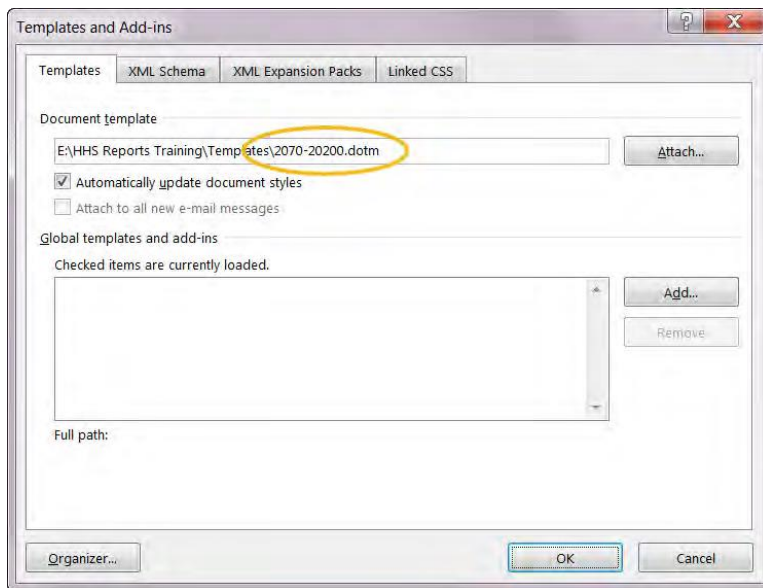 Templates and Add-ins
Templates XML Schema XML Expansion Packs Linked CSS
Document template
E:\HHS Reports Training\Templates\2070-20200.dotm Attach...
Automatically update document styles
Attach to all new e-mail messages
Global templates and add-ins
Checked items are currently loaded.
Add...
Remove
Full path:
Organizer... OK Cancel